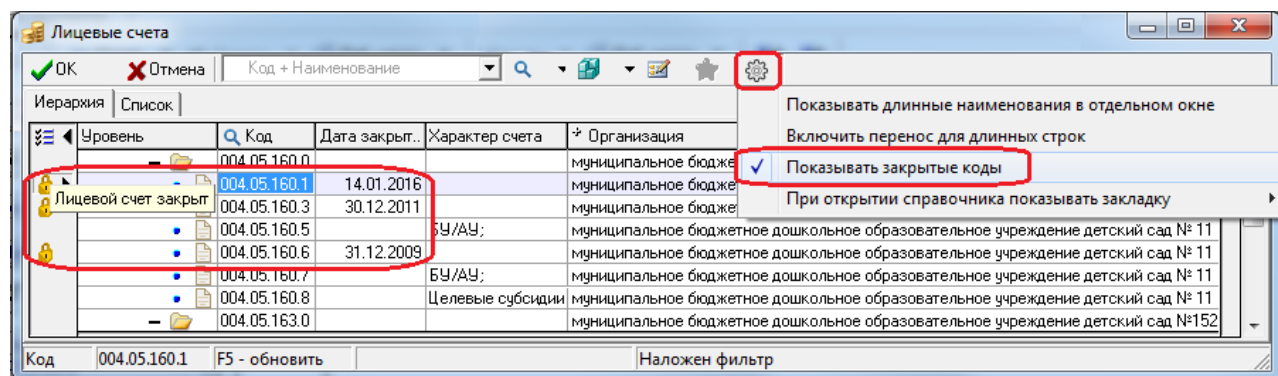 Лицевые счета
OK Отмена Код + Наименование
Иерархия Список
Показывать длинные наименования в отдельном окне
Включить перенос для длинных строк
Показывать закрытые коды
При открытии справочника показывать закладку
Уровень Код Дата закрыт.. Характер счета Организация
004.05.160.0 муниципальное бюдже
004.05.160.1 14.01.2016 муниципальное бюдже
Лицевой счет закрыт
004.05.160.3 30.12.2011 муниципальное бюдже
004.05.160.5 БУ/АУ; муниципальное бюджетное дошкольное образовательное учреждение детский сад № 11
004.05.160.6 31.12.2009 муниципальное бюджетное дошкольное образовательное учреждение детский сад № 11
004.05.160.7 БУ/АУ; муниципальное бюджетное дошкольное образовательное учреждение детский сад № 11
004.05.160.8 Целевые субсидии муниципальное бюджетное дошкольное образовательное учреждение детский сад № 11
004.05.163.0 муниципальное бюджетное дошкольное образовательное учреждение детский сад №152
Код 004.05.160.1 F5 - обновить Наложен фильтр